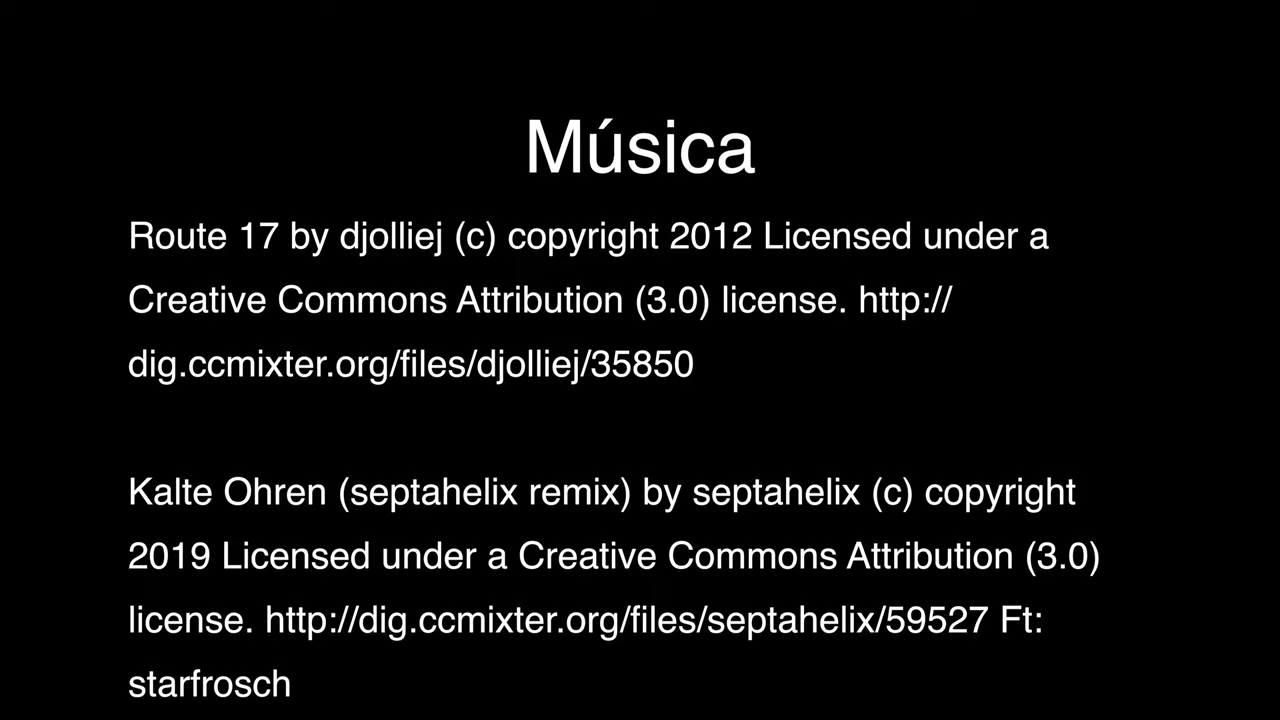 Música
Route 17 by djolliej (c) copyright 2012 Licensed under a
Creative Commons Attribution (3.0) license. http://
dig.ccmixter.org/files/djolliej/35850
Kalte Ohren (septahelix remix) by septahelix (c) copyright
2019 Licensed under a Creative Commons Attribution (3.0)
license. http://dig.ccmixter.org/files/septahelix/59527 Ft:
starfrosch